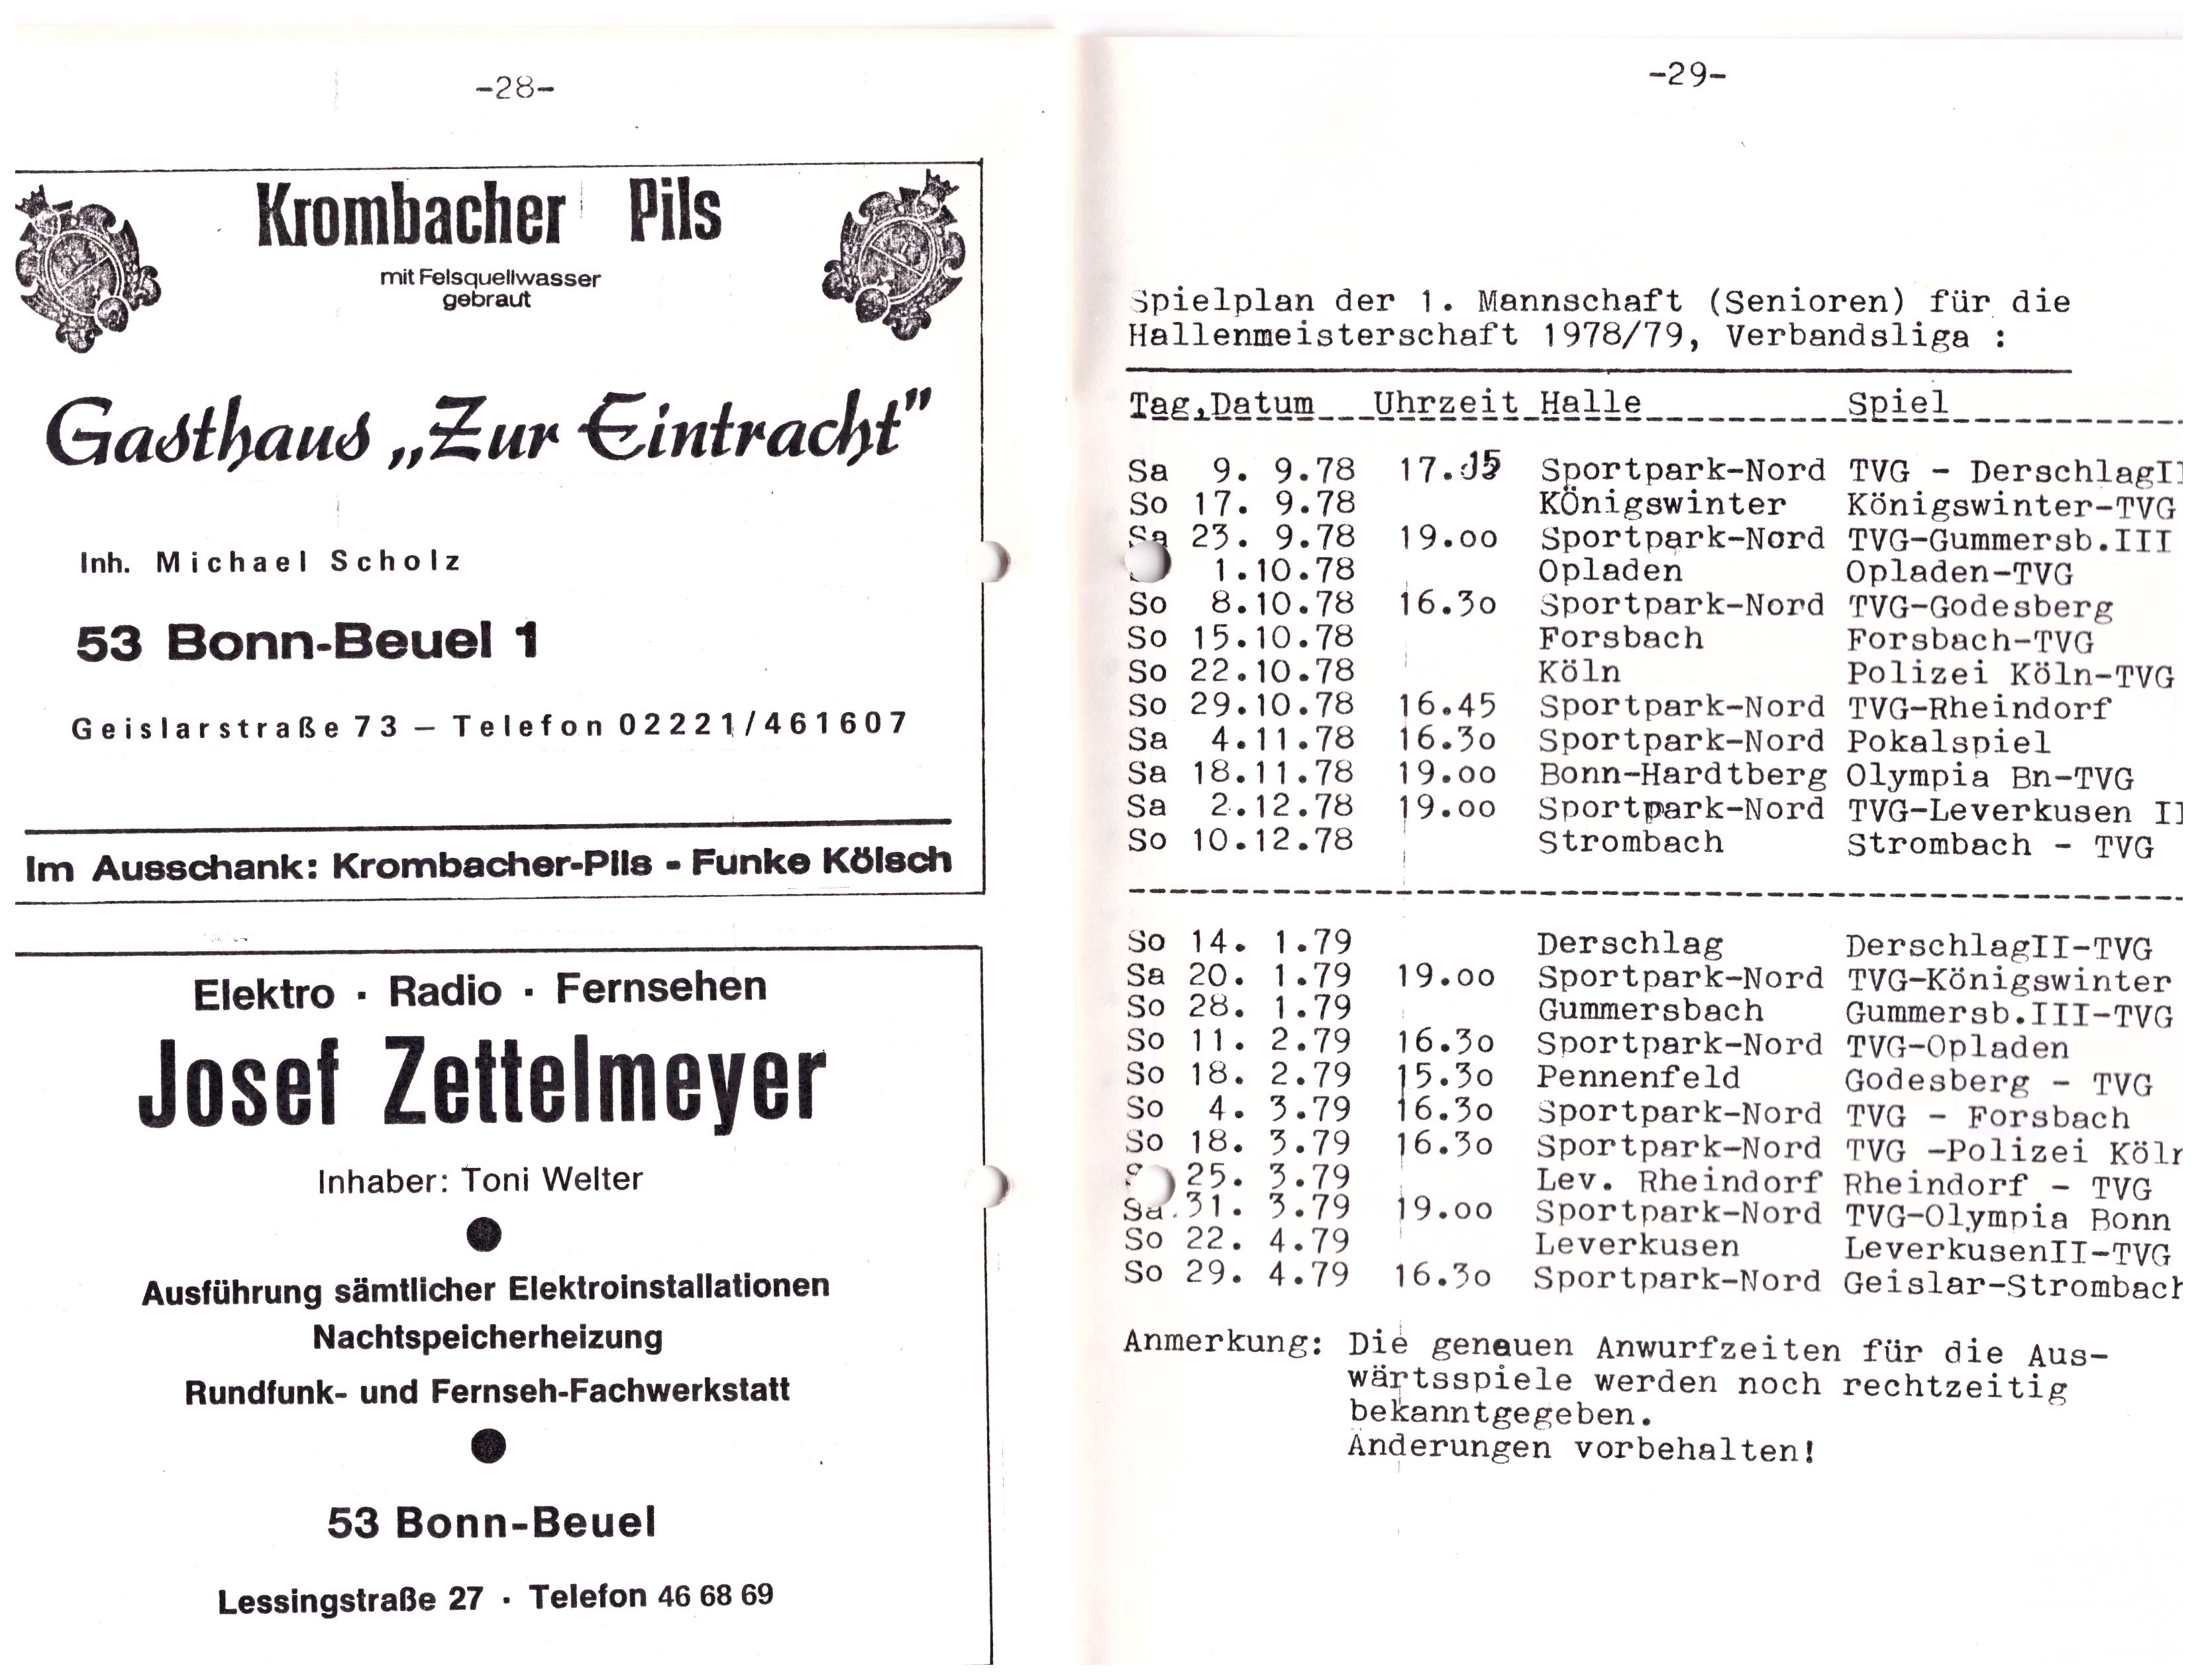 -28-
Krombacher Pils
mit Felsquellwasser
gebraut
Gasthaus „Zur Eintracht"
Inh. Michael Scholz
53 Bonn-Beuel 1
Geislarstraße 73 – Telefon 02221/461607
Im Ausschank: Krombacher-Pils - Funke Kölsch
Elektro · Radio · Fernsehen
Josef Zettelmeyer
Inhaber: Toni Welter
Ausführung sämtlicher Elektroinstallationen
Nachtspeicherheizung
Rundfunk- und Fernseh-Fachwerkstatt
53 Bonn-Beuel
Lessingstraße 27 · Telefon 46 68 69
-29-
Spielplan der 1. Mannschaft (Senioren) für die
Hallenmeisterschaft 1978/79, Verbandsliga :
Tag,Datum Uhrzeit Halle Spiel
Sa 9. 9.78 17.15 Sportpark-Nord TVG - DerschlagII
So 17. 9.78 KÖnigswinter Königswinter-TVG
Sa 23. 9.78 19.oo Sportpark-Nord TVG-Gummersb.III
1.10.78 Opladen Opladen-TVG
So 8.10.78 16.3o Sportpark-Nord TVG-Godesberg
So 15.10.78 Forsbach Forsbach-TVG
So 22.10.78 Köln Polizei Köln-TVG
So 29.10.78 16.45 Sportpark-Nord TVG-Rheindorf
Sa 4.11.78 16.3o Sportpark-Nord Pokalspiel
Sa 18.11.78 19.oo Bonn-Hardtberg Olympia Bn-TVG
Sa 2.12.78 19.oo Sportpark-Nord TVG-Leverkusen II
So 10.12.78 Strombach Strombach - TVG
So 14. 1.79 Derschlag DerschlagII-TVG
Sa 20. 1.79 19.oo Sportpark-Nord TVG-Königswinter
So 28. 1.79 Gummersbach Gummersb.III-TVG
So 11. 2.79 16.3o Sportpark-Nord TVG-Opladen
So 18. 2.79 15.3o Pennenfeld Godesberg - TVG
So 4. 3.79 16.3o Sportpark-Nord TVG - Forsbach
So 18. 3.79 16.3o Sportpark-Nord TVG -Polizei Köln
25. 3.79 Lev. Rheindorf Rheindorf - TVG
Sa.31. 3.79 19.oo Sportpark-Nord TVG-Olympia Bonn
So 22. 4.79 Leverkusen LeverkusenII-TVG
So 29. 4.79 16.3o Sportpark-Nord Geislar-Strombach
Anmerkung: Die genauen Anwurfzeiten für die Aus-
wärtsspiele werden noch rechtzeitig
bekanntgegeben.
Änderungen vorbehalten!